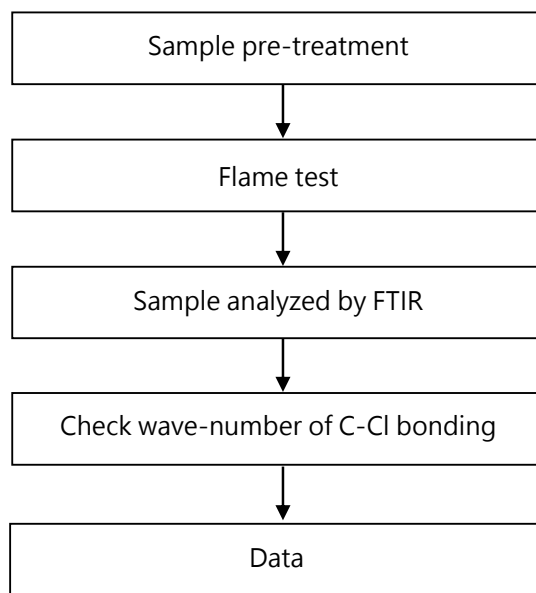 Sample pre-treatment
Flame test
Sample analyzed by FTIR
Check wave-number of C-Cl bonding
Data